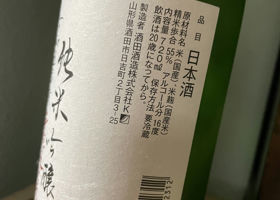 品目 日本酒
原材料名 米(国産)、米麹(国産米)
精米歩合 55% アルコール分 16度
内容量 720ml 保存方法 要冷蔵
飲酒は20歳になってから
製造者 酒田酒造株式会社K
山形県酒田市日吉町2丁目3-25
純米吟醸